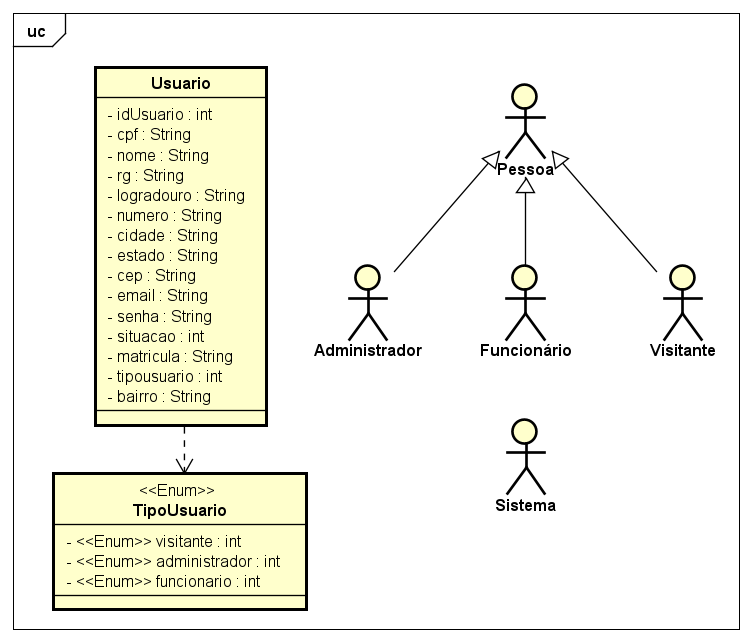 uc
Usuario
- idUsuario : int
- cpf : String
- nome : String
- rg : String
- logradouro : String
- numero : String
- cidade : String
- estado : String
- cep : String
- email : String
- senha : String
- situacao : int
- matricula : String
- tipousuario : int
- bairro : String
<<Enum>>
TipoUsuario
- <<Enum>> visitante : int
- <<Enum>> administrador : int
- <<Enum>> funcionario : int
Pessoa
Administrador
Funcionário
Visitante
Sistema